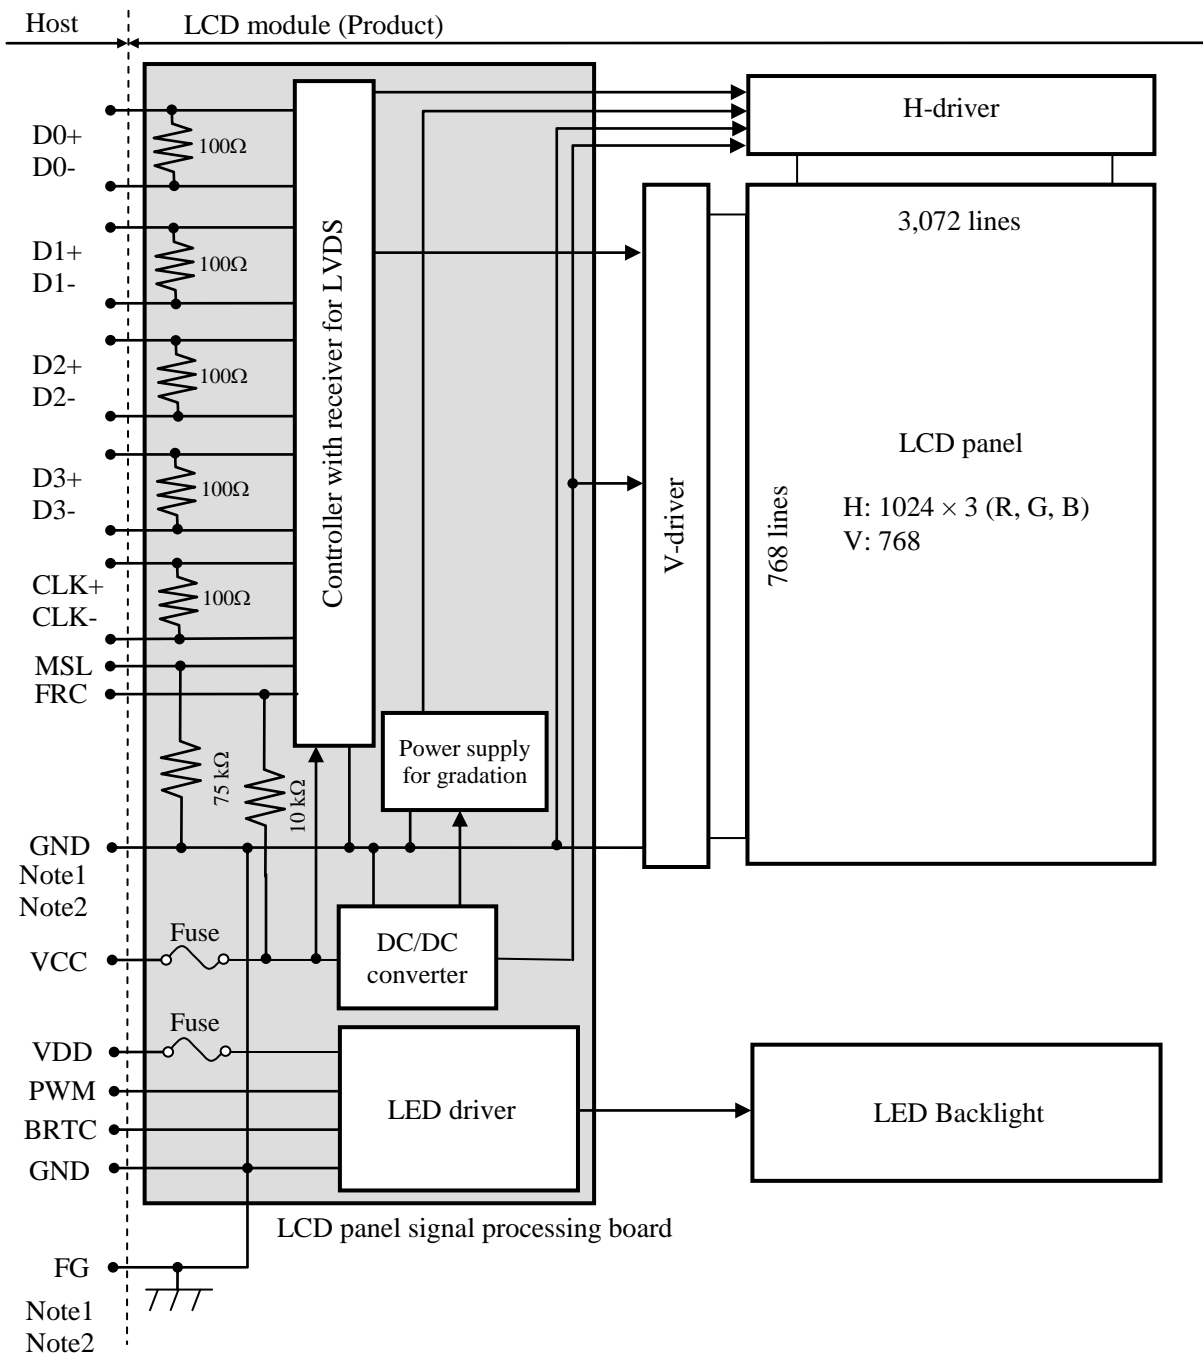 Host
LCD module (Product)
H-driver
D0+
D0-
100Ω
3,072 lines
D1+
D1-
100Ω
D2+
D2-
100Ω
Controller with receiver for LVDS
V-driver
768 lines
LCD panel
H: 1024 × 3 (R, G, B)
V: 768
D3+
D3-
100Ω
CLK+
CLK-
100Ω
MSL
FRC
75 kΩ
10 kΩ
Power supply
for gradation
GND
Note1
Note2
Fuse
VCC
DC/DC
converter
Fuse
VDD
PWM
BRTC
GND
LED driver
LED Backlight
LCD panel signal processing board
FG
Note1
Note2